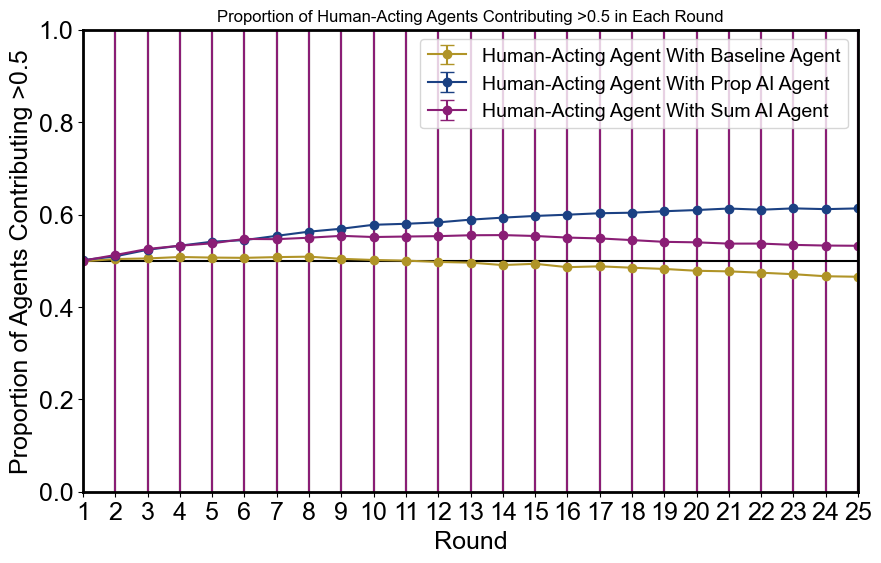 Proportion of Human-Acting Agents Contributing >0.5 in Each Round
Human-Acting Agent With Baseline Agent
Human-Acting Agent With Prop AI Agent
Human-Acting Agent With Sum AI Agent
Proportion of Agents Contributing >0.5
1.0
0.8
0.6
0.4
0.2
0.0
1 2 3 4 5 6 7 8 9 10 11 12 13 14 15 16 17 18 19 20 21 22 23 24 25
Round